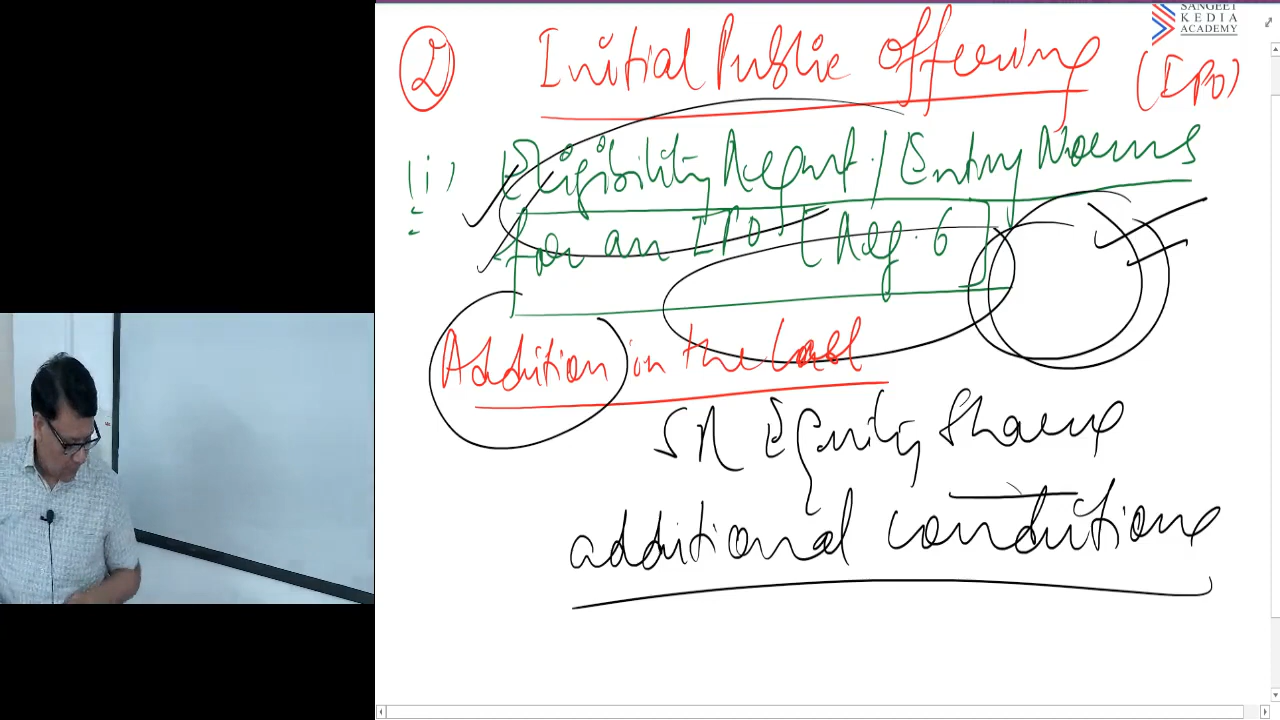 SANGEET
KEDIA
ACADEMY
② Initial Public Offering (IPO)
(i) Eligibility Reqmt. / Entry Norms
for an IPO [Reg. 6]
Addition in the last
SR Equity Shares
additional conditions